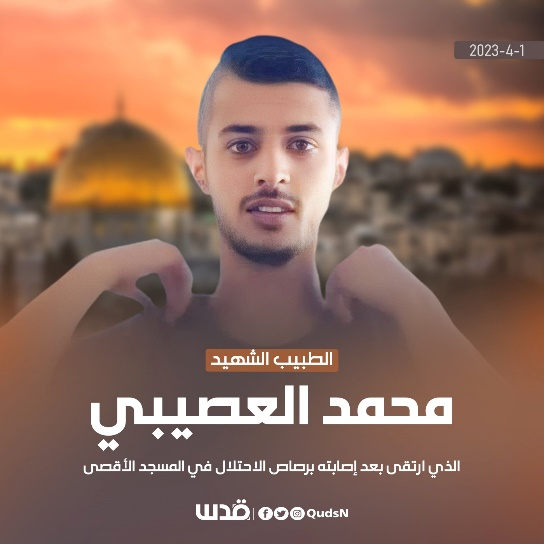 2023-4-1
الطبيب الشهيد
محمد العصيبي
الذي ارتقى بعد إصابته برصاص الاحتلال في المسجد الأقصى
قدس QudsN